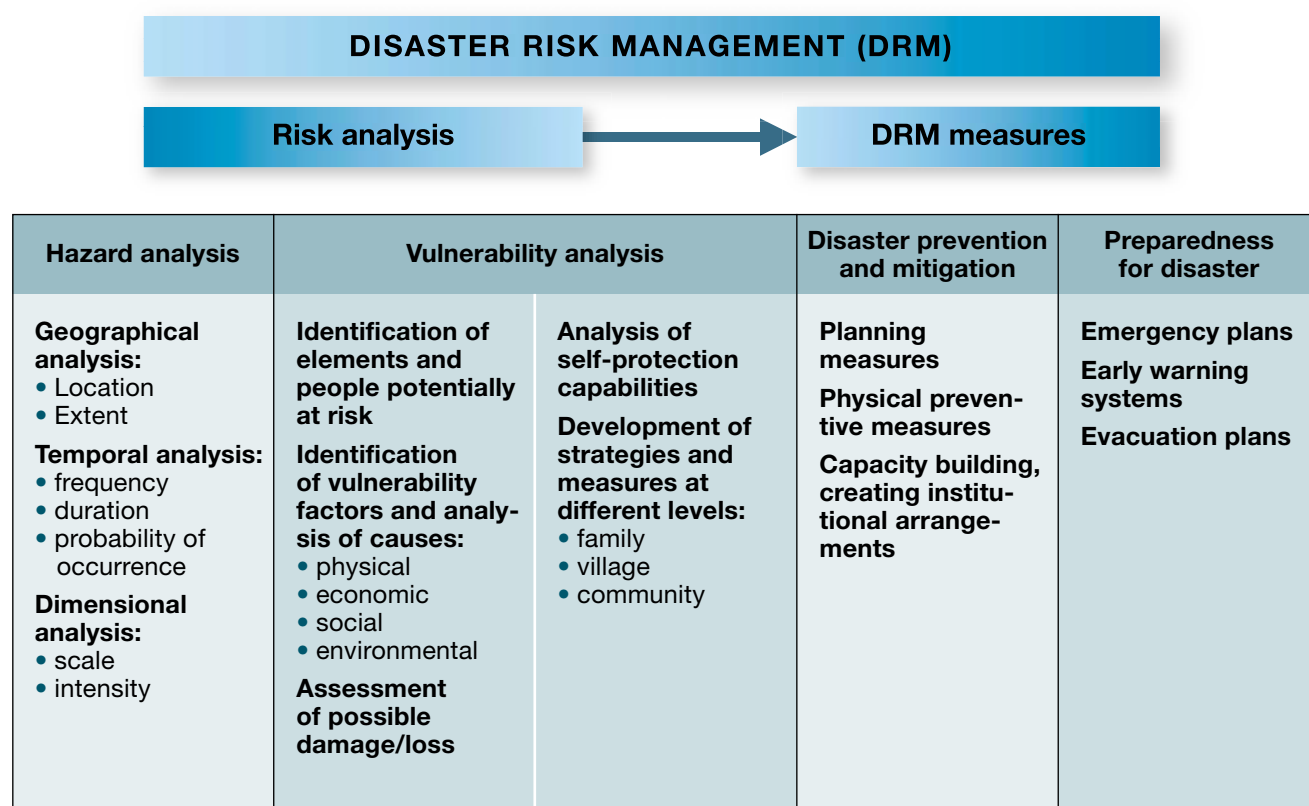 DISASTER RISK MANAGEMENT (DRM)
Risk analysis
DRM measures
Hazard analysis
Vulnerability analysis
Disaster prevention
and mitigation
Preparedness
for disaster
Geographical
analysis:
• Location
• Extent
Temporal analysis:
• frequency
• duration
• probability of
occurrence
Dimensional
analysis:
• scale
• intensity
Identification of
elements and
people potentially
at risk
Identification
of vulnerability
factors and analy-
sis of causes:
• physical
• economic
• social
• environmental
Assessment
of possible
damage/loss
Analysis of
self-protection
capabilities
Development of
strategies and
measures at
different levels:
• family
• village
• community
Planning
measures
Physical preven-
tive measures
Capacity building,
creating institu-
tional arrange-
ments
Emergency plans
Early warning
systems
Evacuation plans